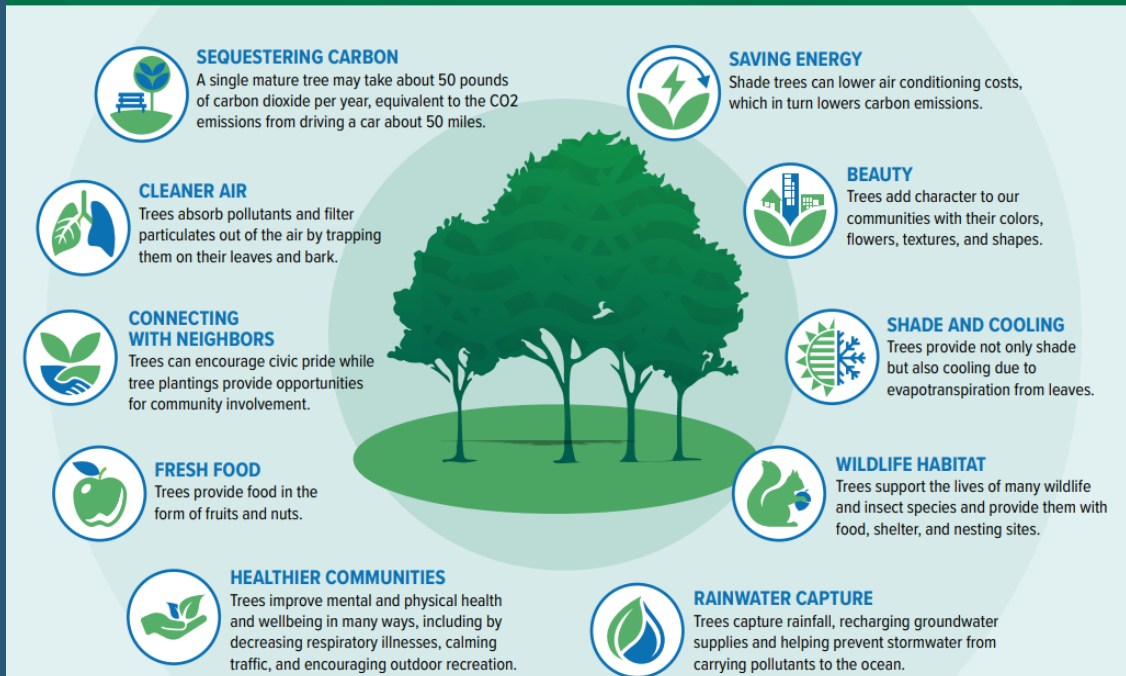 SEQUESTERING CARBON
A single mature tree may take about 50 pounds
of carbon dioxide per year, equivalent to the CO2
emissions from driving a car about 50 miles.
CLEANER AIR
Trees absorb pollutants and filter
particulates out of the air by trapping
them on their leaves and bark.
CONNECTING
WITH NEIGHBORS
Trees can encourage civic pride while
tree plantings provide opportunities
for community involvement.
FRESH FOOD
Trees provide food in the
form of fruits and nuts.
HEALTHIER COMMUNITIES
Trees improve mental and physical health
and wellbeing in many ways, including by
decreasing respiratory illnesses, calming
traffic, and encouraging outdoor recreation.
SAVING ENERGY
Shade trees can lower air conditioning costs,
which in turn lowers carbon emissions.
BEAUTY
Trees add character to our
communities with their colors,
flowers, textures, and shapes.
SHADE AND COOLING
Trees provide not only shade
but also cooling due to
evapotranspiration from leaves.
WILDLIFE HABITAT
Trees support the lives of many wildlife
and insect species and provide them with
food, shelter, and nesting sites.
RAINWATER CAPTURE
Trees capture rainfall, recharging groundwater
supplies and helping prevent stormwater from
carrying pollutants to the ocean.